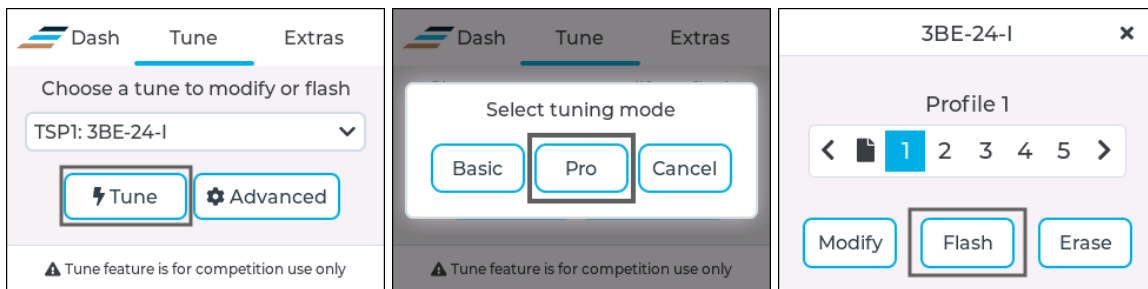 Dash Tune Extras
Choose a tune to modify or flash
TSP1: 3BE-24-I
Tune Advanced
Tune feature is for competition use only
Dash Tune Extras
Select tuning mode
Basic Pro Cancel
Tune feature is for competition use only
3BE-24-I
Profile 1
1 2 3 4 5
Modify Flash Erase